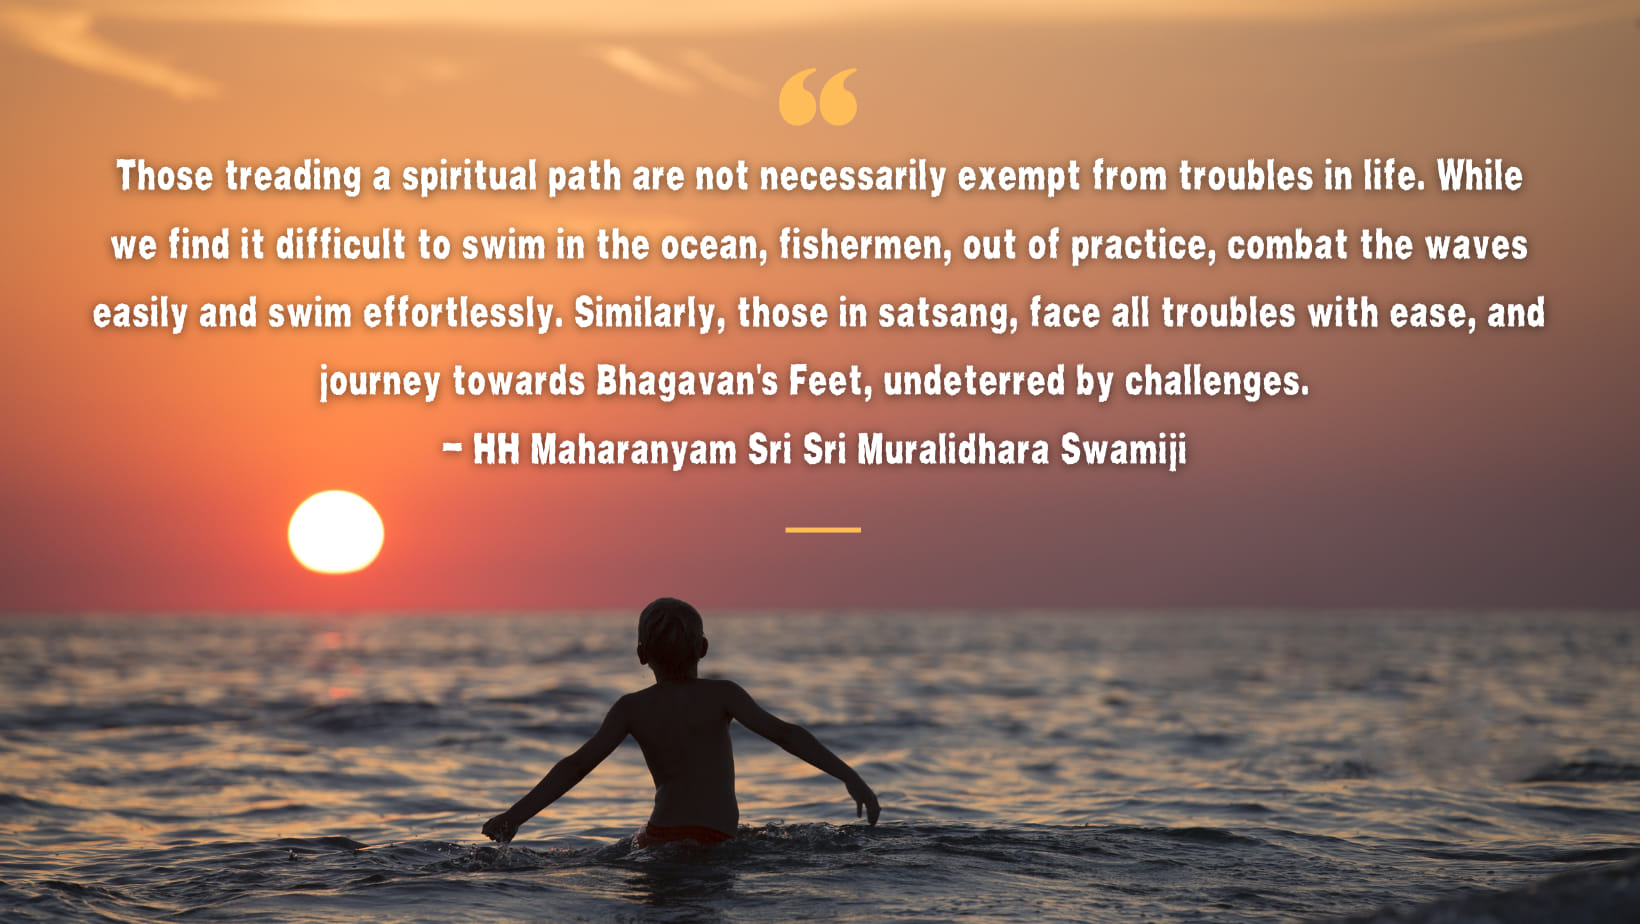 “
Those treading a spiritual path are not necessarily exempt from troubles in life. While
we find it difficult to swim in the ocean, fishermen, out of practice, combat the waves
easily and swim effortlessly. Similarly, those in satsang, face all troubles with ease, and
journey towards Bhagavan's Feet, undeterred by challenges.
– HH Maharanyam Sri Sri Muralidhara Swamiji